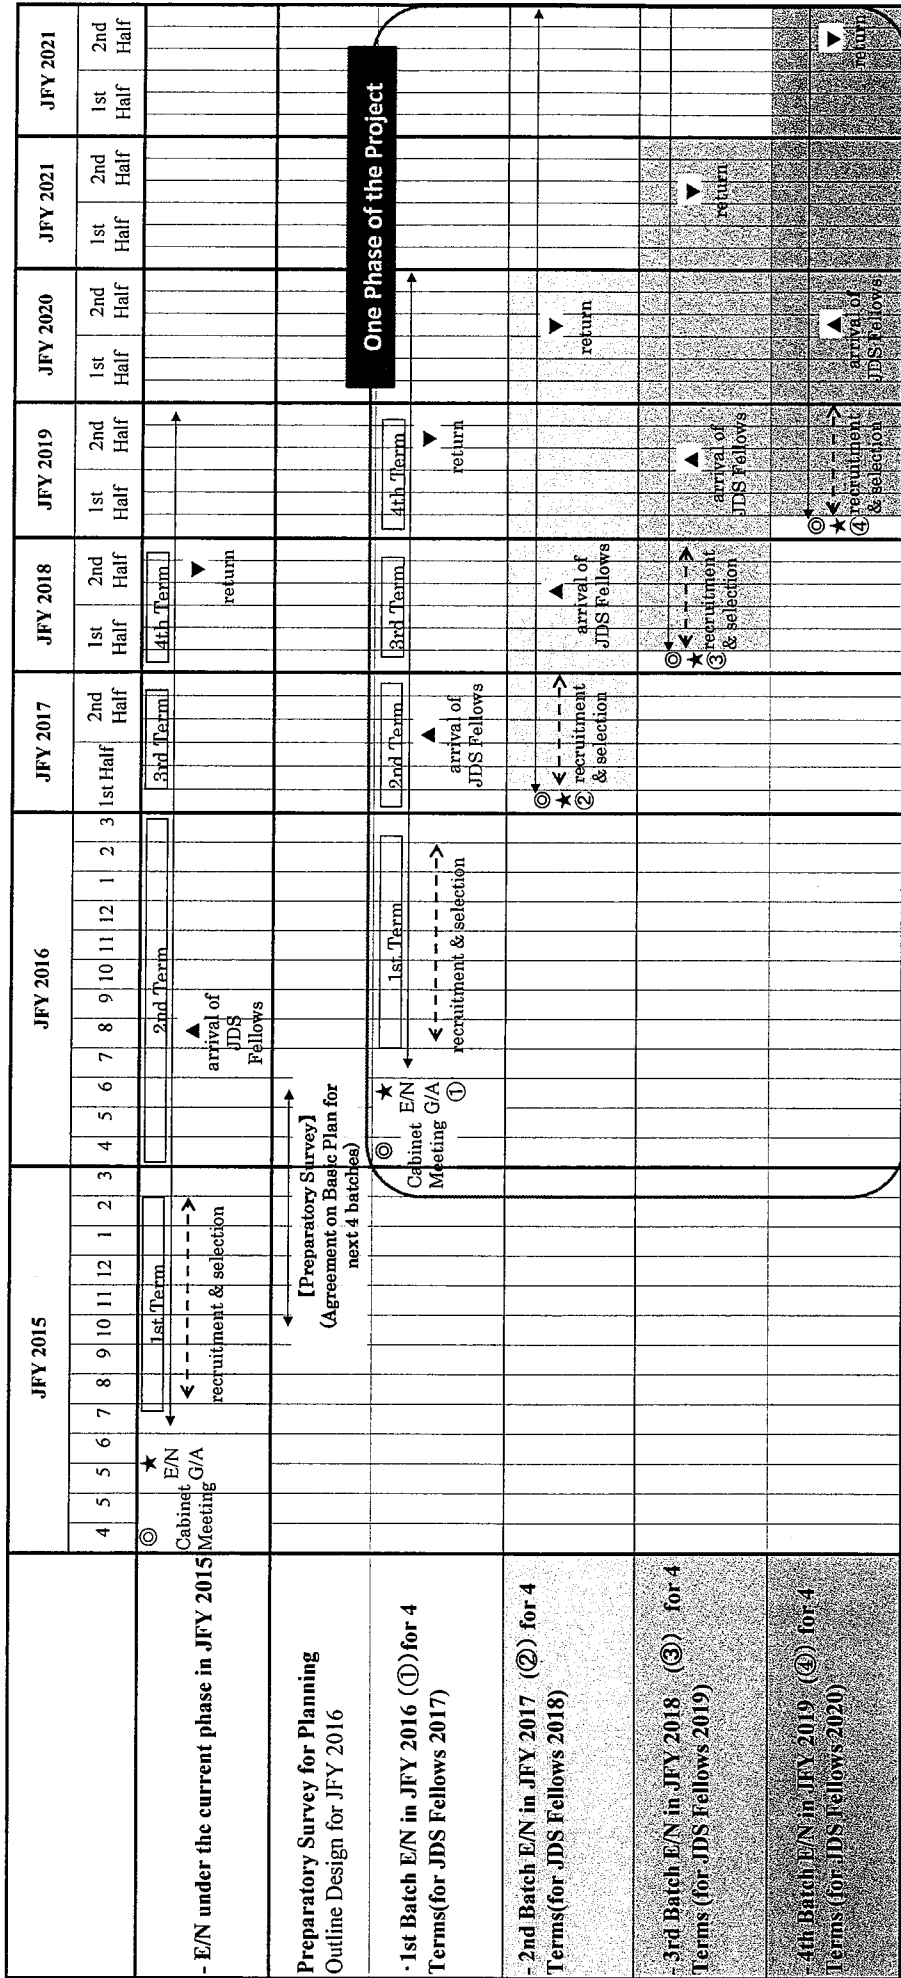 JFY 2015
JFY 2016
JFY 2017
JFY 2018
JFY 2019
JFY 2020
JFY 2021
JFY 2021
4 5 5 6 7 8 9 10 11 12 1 2 3
4 5 6 7 8 9 10 11 12 1 2 3
1st Half
2nd
Half
1st
Half
2nd
Half
1st
Half
2nd
Half
1st
Half
2nd
Half
1st
Half
2nd
Half
1st
Half
2nd
Half
- E/N under the current phase in JFY 2015
◎
Cabinet
Meeting
★
E/N
G/A
1st Term
recruitment & selection
2nd Term
▲
arrival of
JDS
Fellows
3rd Term
4th Term
▼
return
Preparatory Survey for Planning
Outline Design for JFY 2016
[Preparatory Survey]
(Agreement on Basic Plan for
next 4 batches)
One Phase of the Project
- 1st Batch E/N in JFY 2016 (①) for 4
Terms(for JDS Fellows 2017)
◎
Cabinet
Meeting
★
E/N
G/A
①
1st Term
recruitment & selection
2nd Term
▲
arrival of
JDS Fellows
3rd Term
4th Term
▼
return
- 2nd Batch E/N in JFY 2017 (②) for 4
Terms(for JDS Fellows 2018)
◎
★
② recruitment
& selection
▲
arrival of
JDS Fellows
▼
return
- 3rd Batch E/N in JFY 2018 (③) for 4
Terms (for JDS Fellows 2019)
◎
★
③ recruitment
& selection
▲
arrival of
JDS Fellows
▼
return
- 4th Batch E/N in JFY 2019 (④) for 4
Terms (for JDS Fellows 2020)
◎
★
④ recruitment
& selection
▲
arrival of
JDS Fellows
▼
return